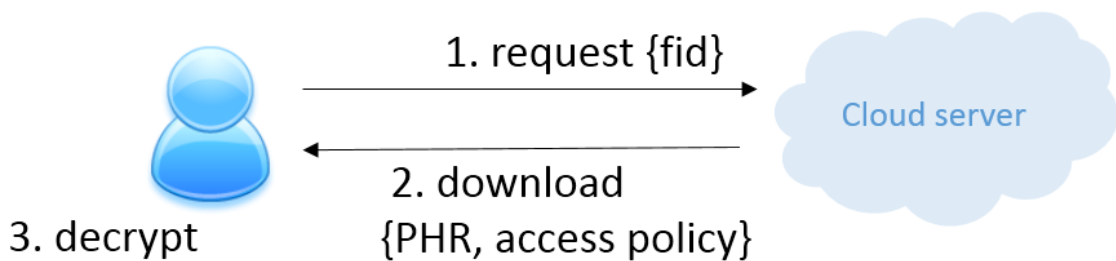 1. request {fid}
Cloud server
2. download
{PHR, access policy}
3. decrypt